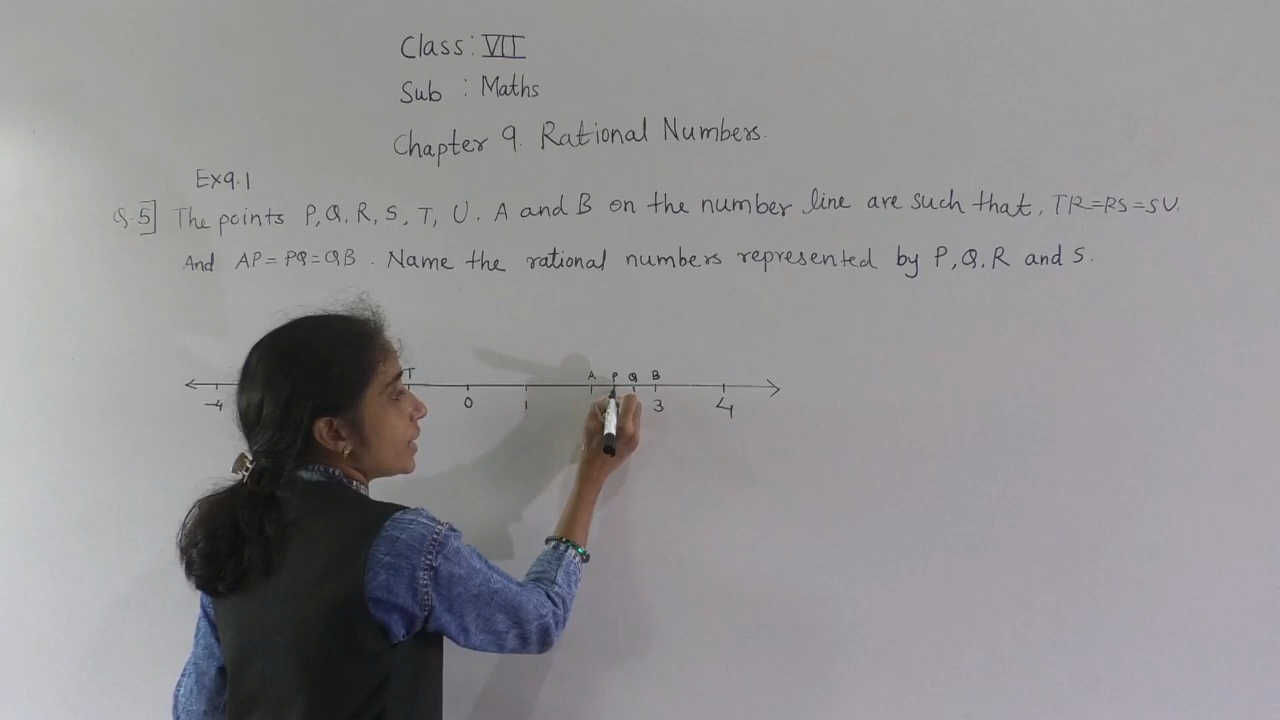 Class: VII
Sub : Maths
Chapter 9. Rational Numbers.
Ex9.1
Q.5] The points P, Q, R, S, T, U, A and B on the number line are such that, TR=RS=SU.
And AP= PQ=QB. Name the rational numbers represented by P, Q, R and S.
T A P Q B
-4 0 1 3 4